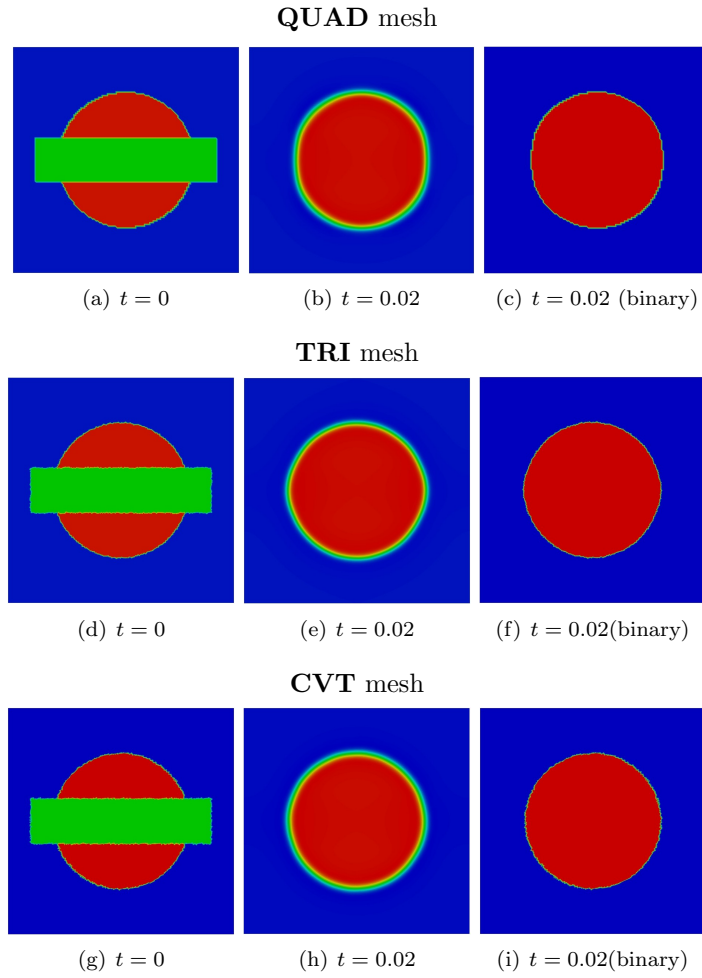 QUAD mesh
(a) t = 0
(b) t = 0.02
(c) t = 0.02 (binary)
TRI mesh
(d) t = 0
(e) t = 0.02
(f) t = 0.02(binary)
CVT mesh
(g) t = 0
(h) t = 0.02
(i) t = 0.02(binary)